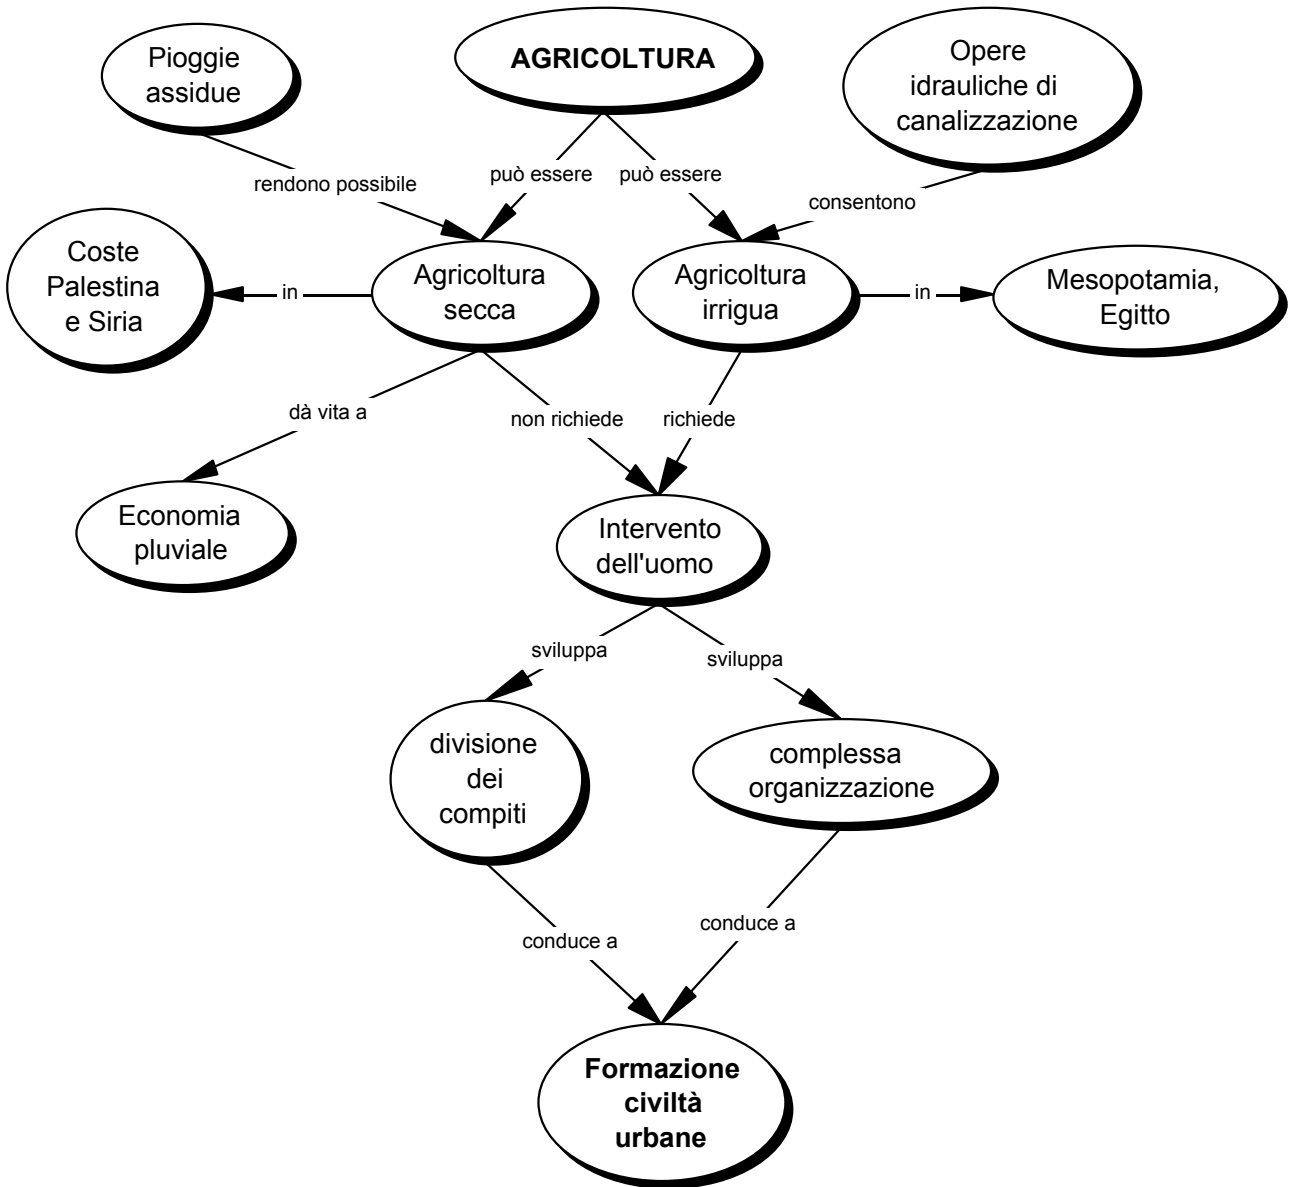 Pioggie
assidue
AGRICOLTURA
Opere
idrauliche di
canalizzazione
rendono possibile
può essere
può essere
consentono
Coste
Palestina
e Siria
in
Agricoltura
secca
Agricoltura
irrigua
in
Mesopotamia,
Egitto
dà vita a
non richiede
richiede
Economia
pluviale
Intervento
dell'uomo
sviluppa
sviluppa
divisione
dei
compiti
complessa
organizzazione
conduce a
conduce a
Formazione
civiltà
urbane